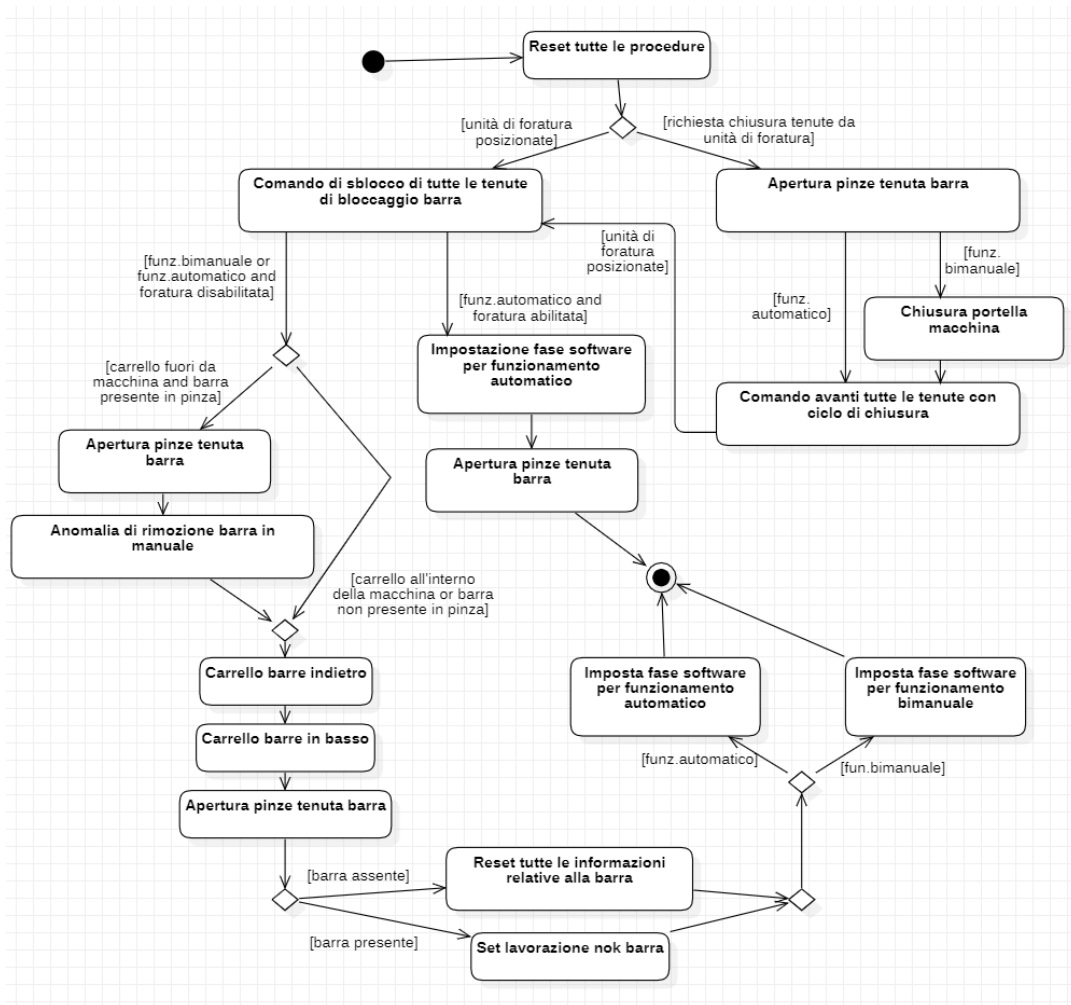 Reset tutte le procedure
[unità di foratura
posizionate]
[richiesta chiusura tenute da
unità di foratura]
Comando di sblocco di tutte le tenute
di bloccaggio barra
Apertura pinze tenuta barra
[funz.bimanuale or
funz.automatico and
foratura disabilitata]
[unità di
foratura
posizionate]
[funz.
bimanuale]
[funz.automatico and
foratura abilitata]
[funz.
automatico]
Chiusura portella
macchina
Impostazione fase software
per funzionamento
automatico
[carrello fuori da
macchina and barra
presente in pinza]
Comando avanti tutte le tenute con
ciclo di chiusura
Apertura pinze tenuta
barra
Apertura pinze tenuta
barra
Anomalia di rimozione barra in
manuale
[carrello all'interno
della macchina or barra
non presente in pinza]
Carrello barre indietro
Imposta fase software
per funzionamento
automatico
Imposta fase software
per funzionamento
bimanuale
Carrello barre in basso
[funz.automatico]
[fun.bimanuale]
Apertura pinze tenuta barra
[barra assente]
Reset tutte le informazioni
relative alla barra
[barra presente]
Set lavorazione nok barra